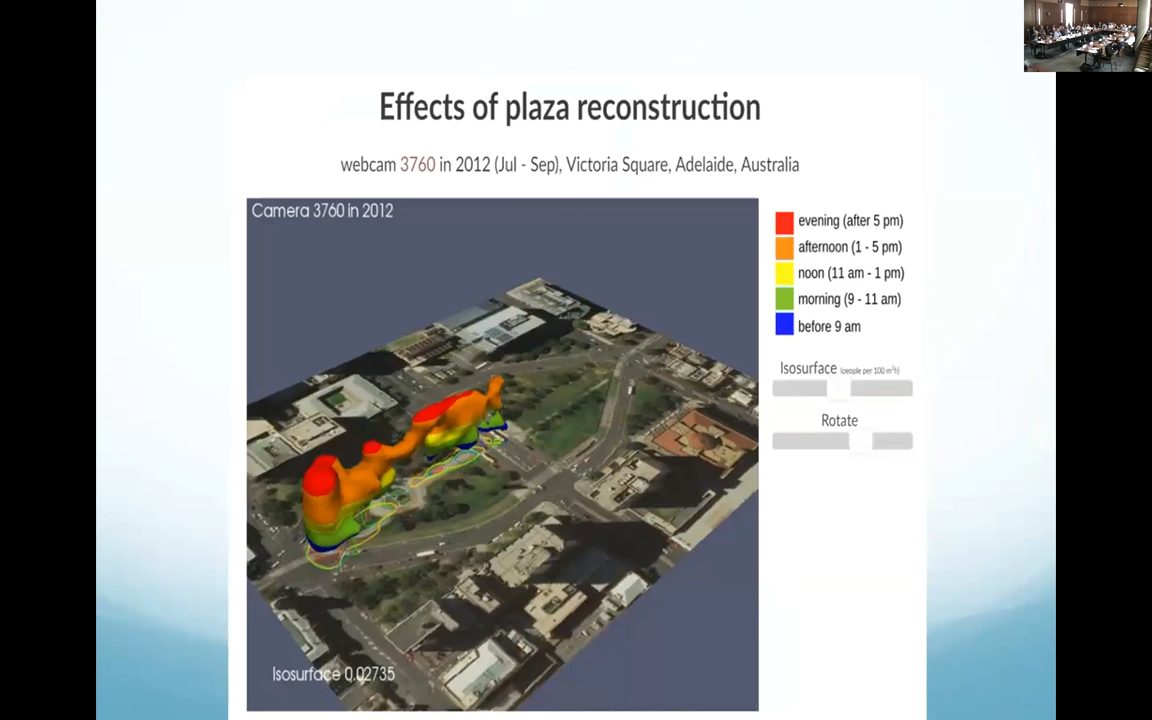 Effects of plaza reconstruction
webcam 3760 in 2012 (Jul - Sep), Victoria Square, Adelaide, Australia
Camera 3760 in 2012
evening (after 5 pm)
afternoon (1 - 5 pm)
noon (11 am - 1 pm)
morning (9 - 11 am)
before 9 am
Isosurface (people per 100 m²h)
Rotate
Isosurface 0.02735